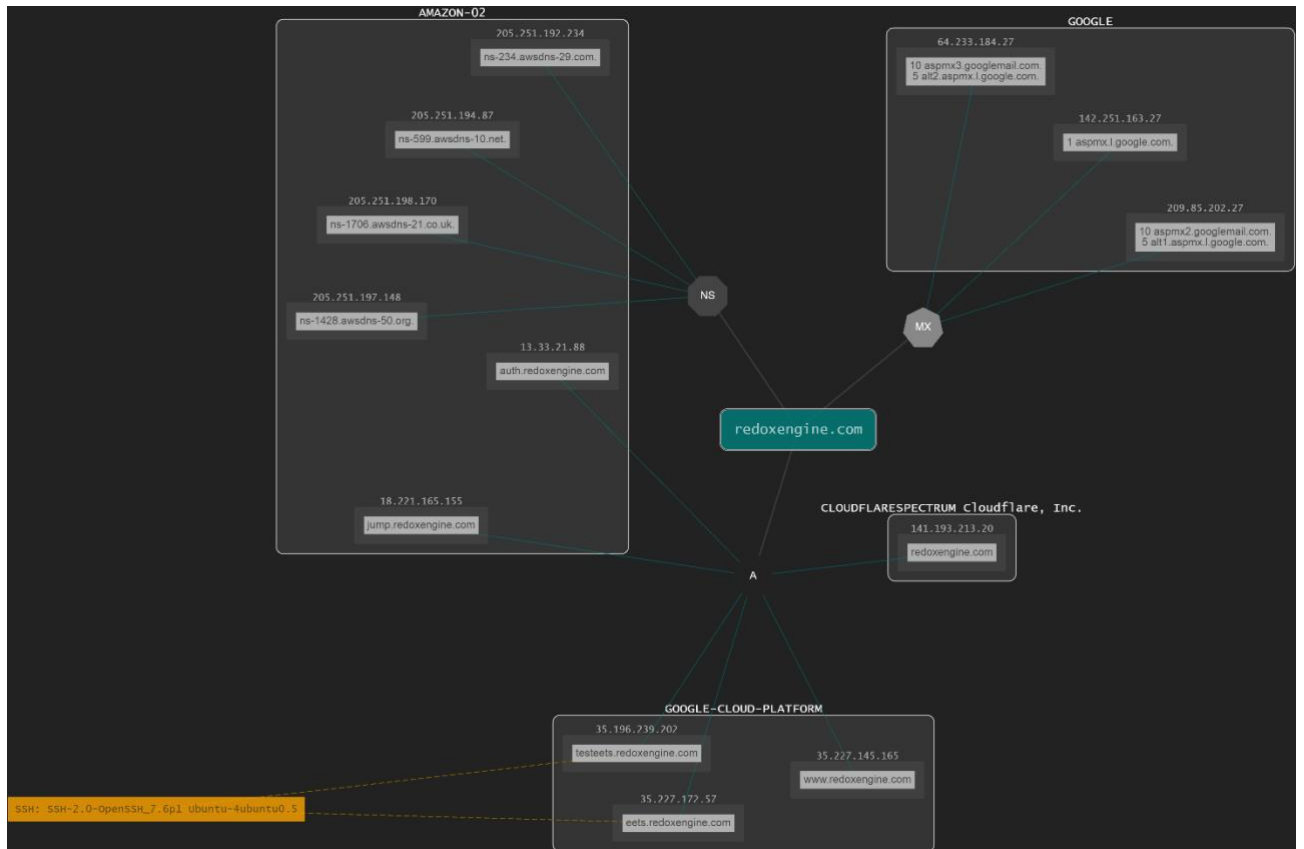 AMAZON-02
205.251.192.234
ns-234.awsdns-29.com.
205.251.194.87
ns-599.awsdns-10.net.
205.251.198.170
ns-1706.awsdns-21.co.uk.
205.251.197.148
ns-1428.awsdns-50.org.
13.33.21.88
auth.redoxengine.com
18.221.165.155
jump.redoxengine.com
GOOGLE
64.233.184.27
10 aspmx3.googlemail.com.
5 alt2.aspmx.l.google.com.
142.251.163.27
1 aspmx.l.google.com.
209.85.202.27
10 aspmx2.googlemail.com.
5 alt1.aspmx.l.google.com.
NS
MX
redoxengine.com
CLOUDFLARESPECTRUM Cloudflare, Inc.
141.193.213.20
redoxengine.com
A
GOOGLE-CLOUD-PLATFORM
35.196.239.202
testeets.redoxengine.com
35.227.145.165
www.redoxengine.com
35.227.172.57
eets.redoxengine.com
SSH: SSH-2.0-OpenSSH_7.6p1 Ubuntu-4ubuntu0.5